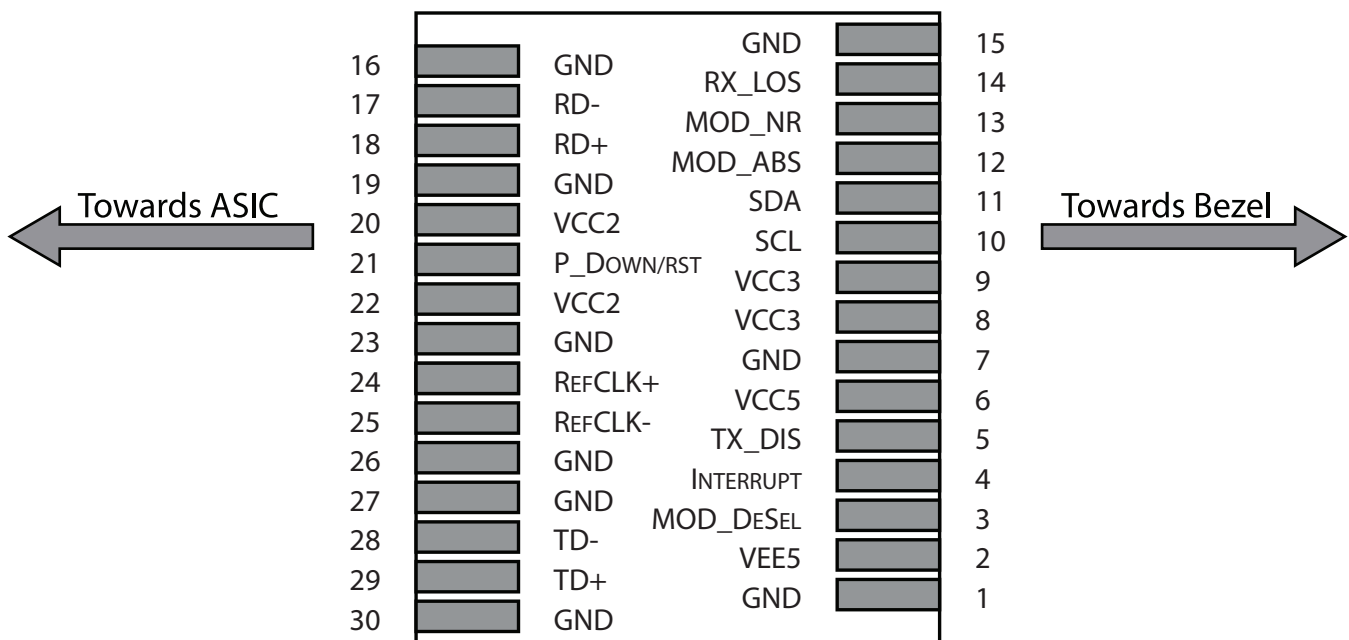 GND 15
16 GND
RX_LOS 14
17 RD-
MOD_NR 13
18 RD+
MOD_ABS 12
19 GND
SDA 11
Towards ASIC
Towards Bezel
20 VCC2
SCL 10
21 P_DOWN/RST
VCC3 9
22 VCC2
VCC3 8
23 GND
GND 7
24 REFCLK+
VCC5 6
25 REFCLK-
TX_DIS 5
26 GND
INTERRUPT 4
27 GND
MOD_DESEL 3
28 TD-
VEE5 2
29 TD+
GND 1
30 GND